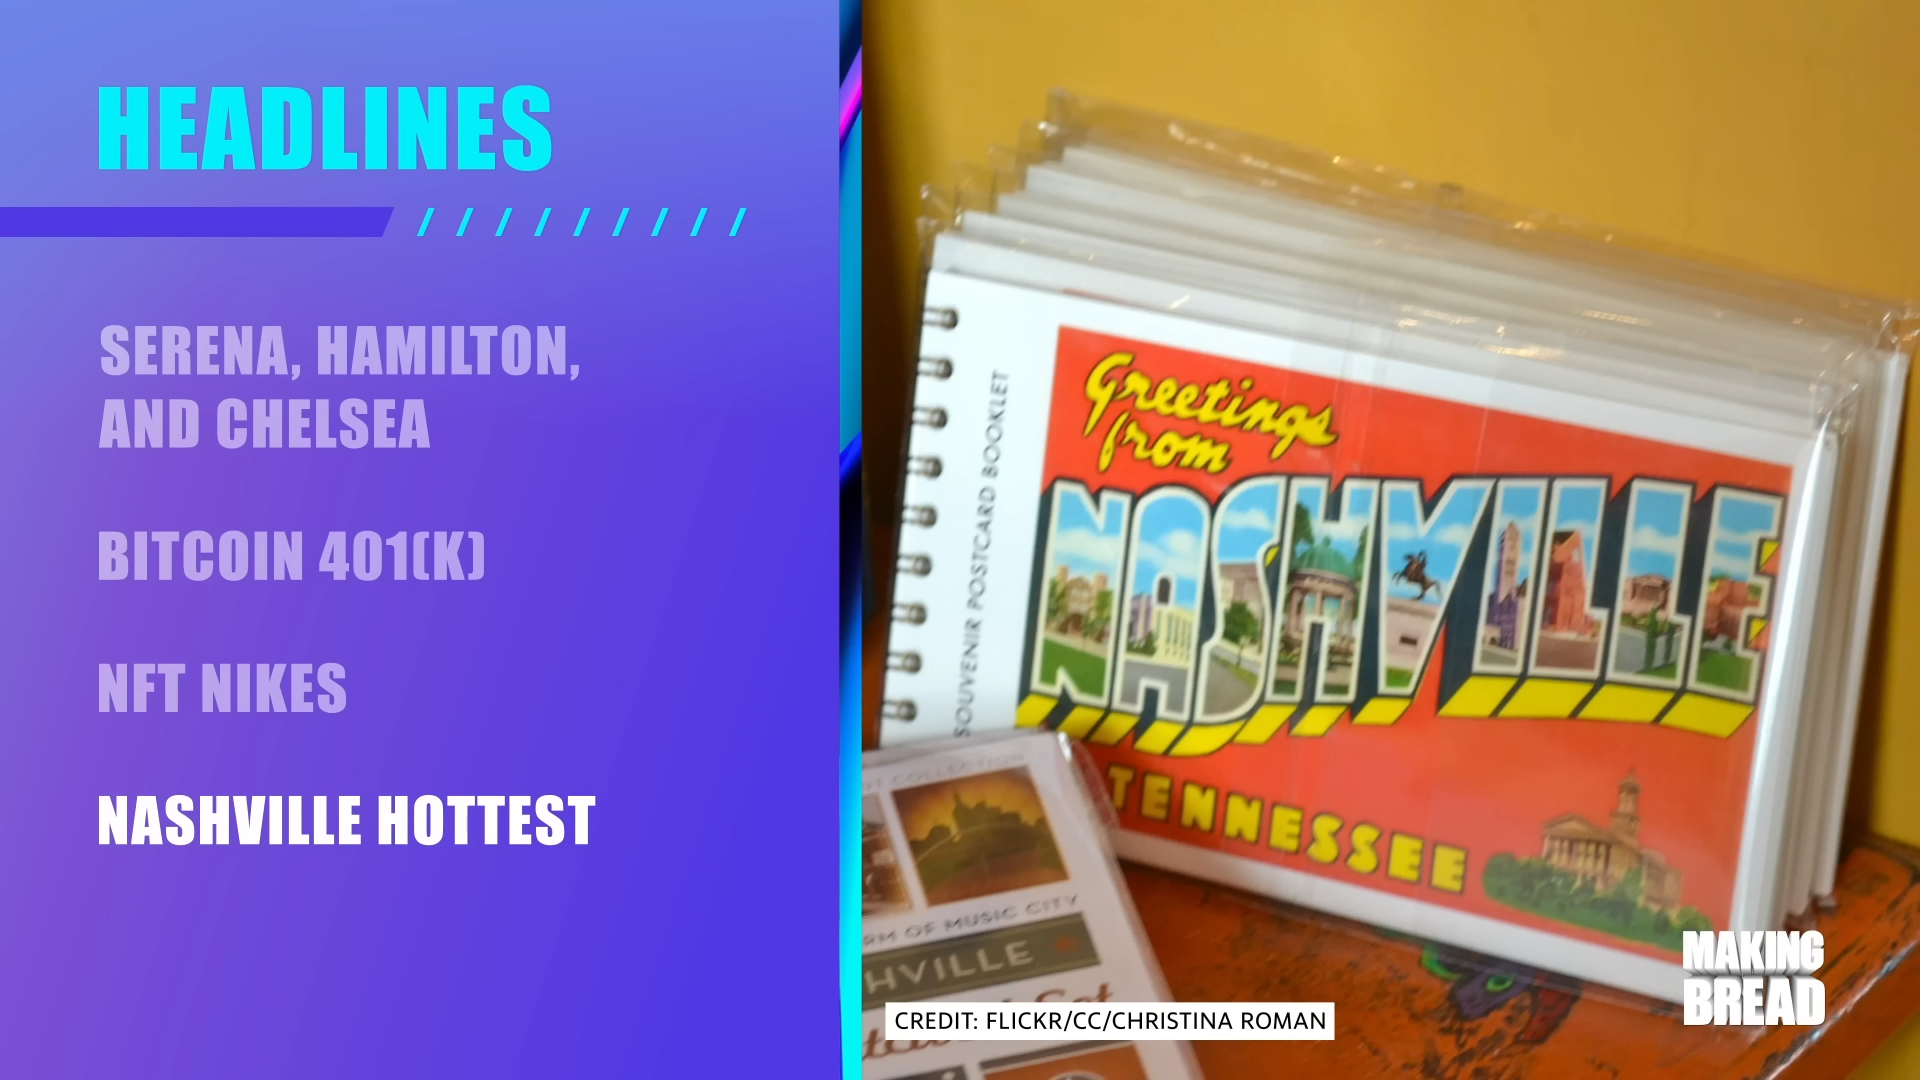 HEADLINES
SERENA, HAMILTON,
AND CHELSEA
BITCOIN 401(K)
NFT NIKES
NASHVILLE HOTTEST
SOUVENIR POSTCARD BOOKLET
Greetings
from
NASHVILLE
TENNESSEE
COLLECTION
OF MUSIC CITY
HVILLE
CREDIT: FLICKR/CC/CHRISTINA ROMAN
MAKING
BREAD